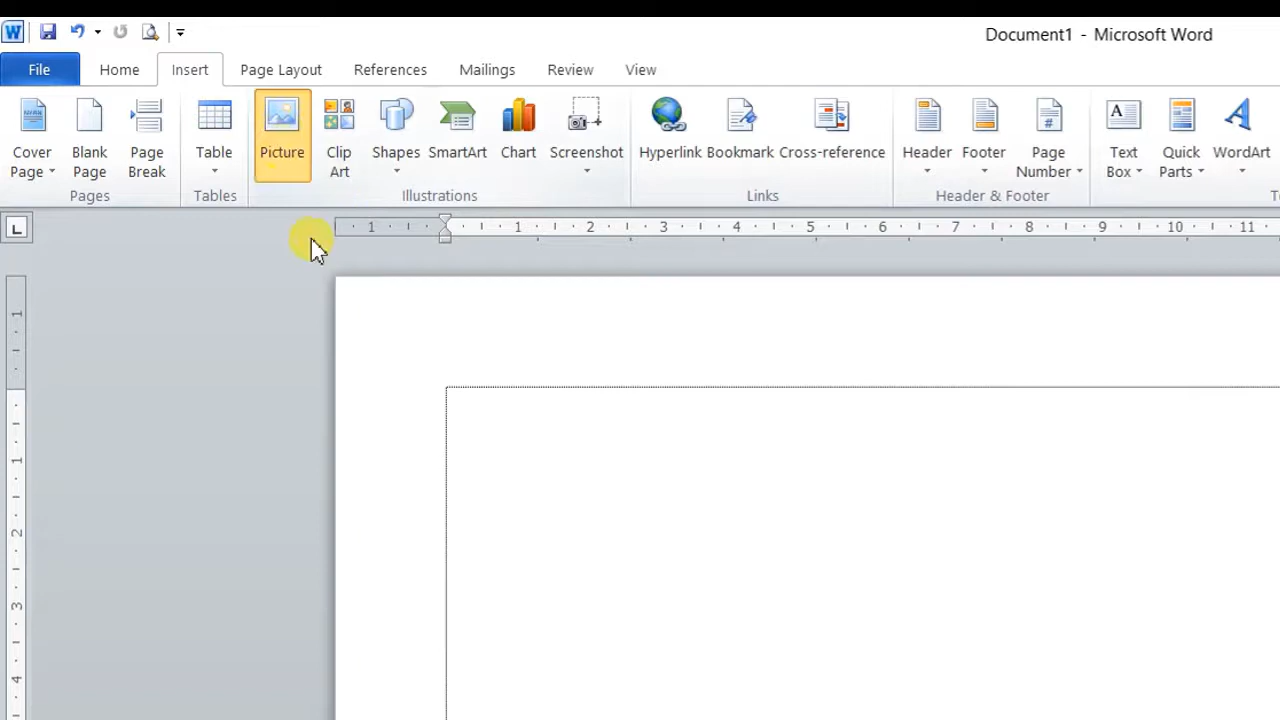 W
Document1 - Microsoft Word
File Home Insert Page Layout References Mailings Review View
Cover Page Blank Page Page Break Table Picture Clip Art Shapes SmartArt Chart Screenshot Hyperlink Bookmark Cross-reference Header Footer Page Number Text Box Quick Parts WordArt
Pages Tables Illustrations Links Header & Footer
1 1 2 3 4 5 6 7 8 9 10 11
1
1
2
3
4